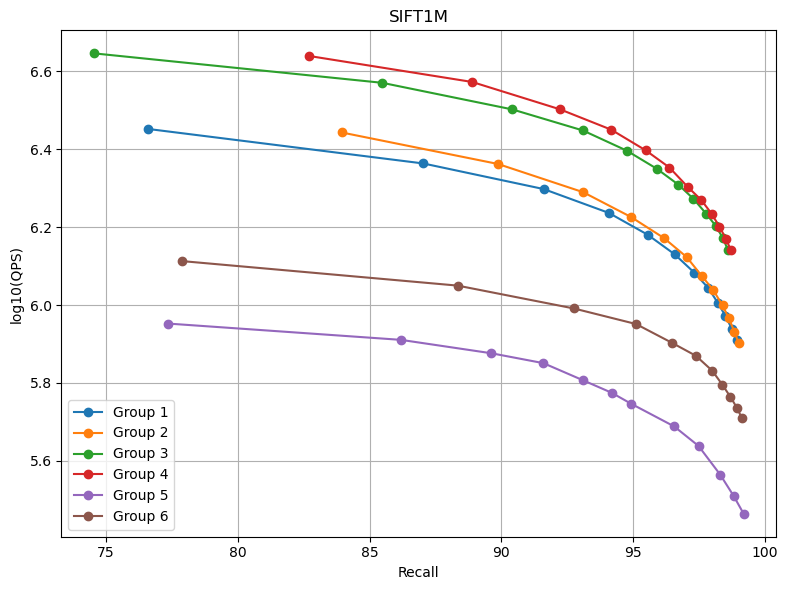 SIFT1M
log10(QPS)
6.6
6.4
6.2
6.0
5.8
5.6
Group 1
Group 2
Group 3
Group 4
Group 5
Group 6
75 80 85 90 95 100
Recall